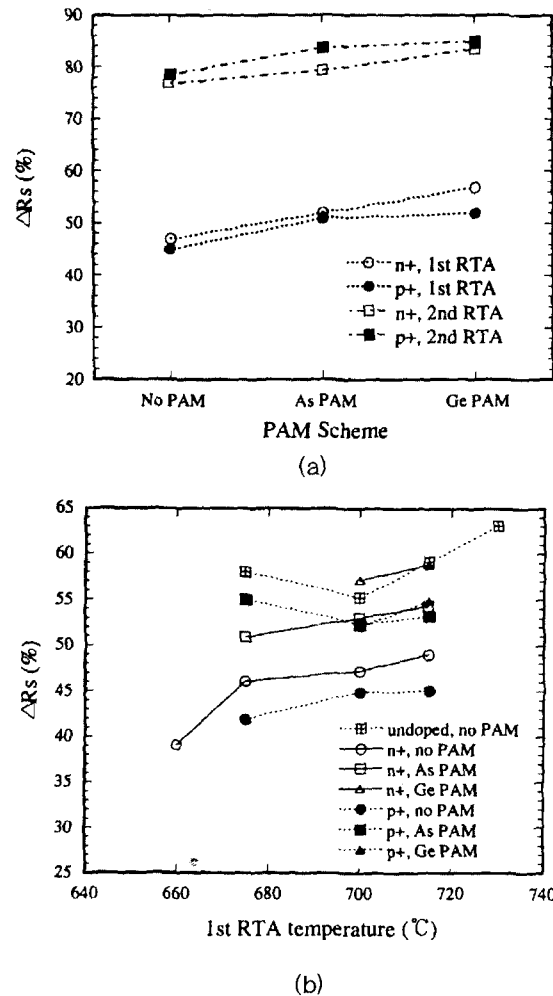 90
80
70
60
50
40
30
20
△Rs (%)
n+, 1st RTA
p+, 1st RTA
n+, 2nd RTA
p+, 2nd RTA
No PAM
As PAM
Ge PAM
PAM Scheme
(a)
65
60
55
50
45
40
35
30
25
△Rs (%)
undoped, no PAM
n+, no PAM
n+, As PAM
n+, Ge PAM
p+, no PAM
p+, As PAM
p+, Ge PAM
640 660 680 700 720 740
1st RTA temperature (℃)
(b)